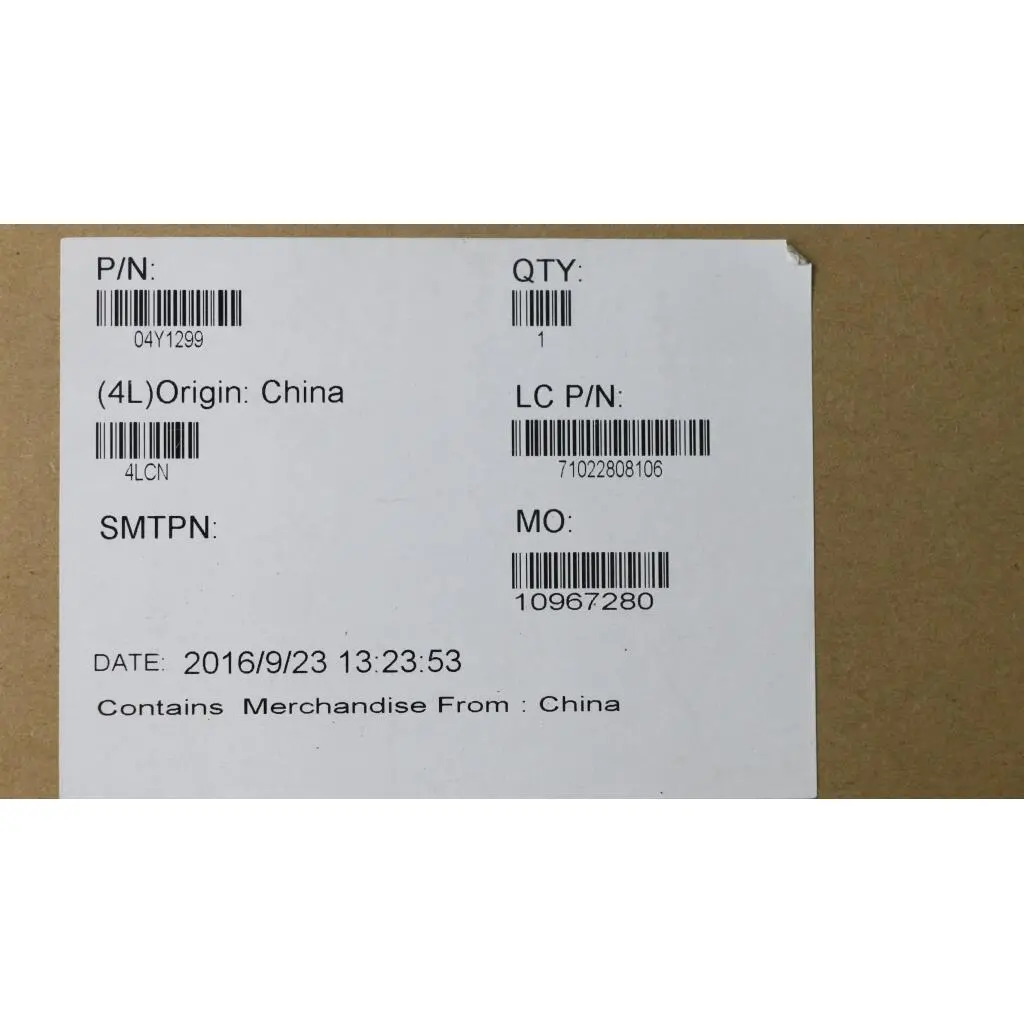 P/N:
04Y1299
QTY:
1
(4L)Origin: China
4LCN
LC P/N:
71022808106
SMTPN:
MO:
10967280
DATE: 2016/9/23 13:23:53
Contains Merchandise From : China